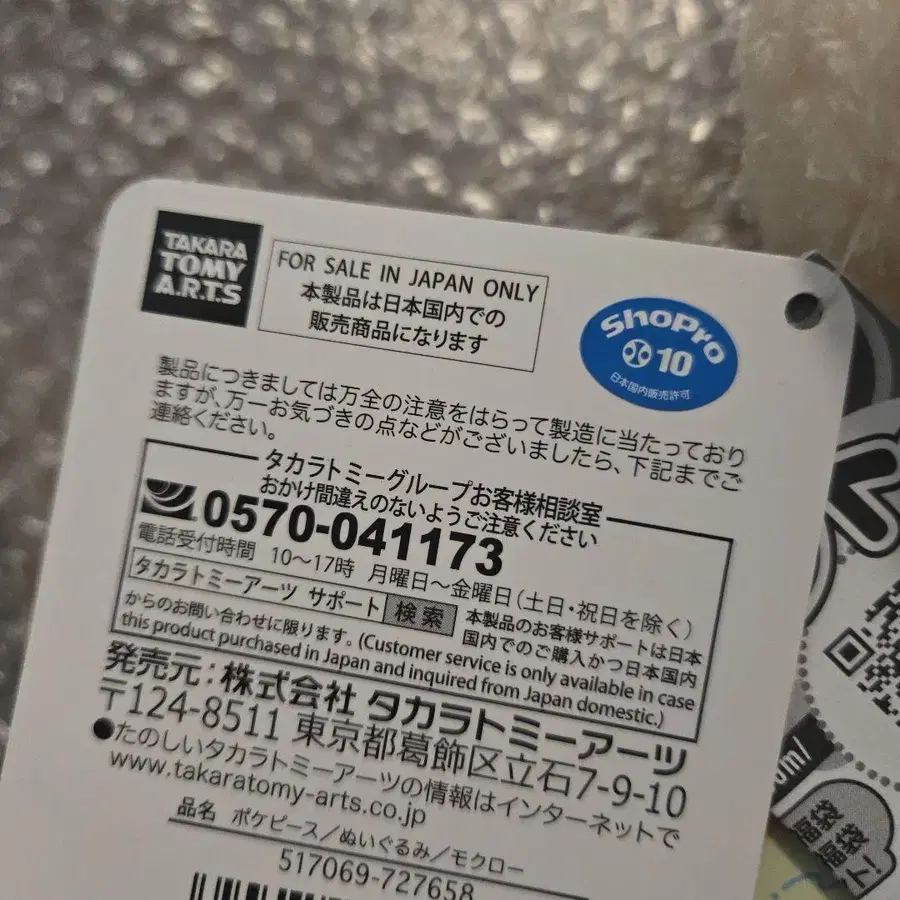 TAKARA
TOMY
A.R.T.S
FOR SALE IN JAPAN ONLY
本製品は日本国内での
販売商品になります
ShoPro
10
日本国内販売許可
製品につきましては万全の注意をはらって製造に当たっており
ますが、万一お気づきの点などがございましたら、下記までご
連絡ください。
タカラトミーグループお客様相談室
おかけ間違えのないようご注意ください
0570-041173
電話受付時間 10〜17時 月曜日〜金曜日(土日・祝日を除く)
タカラトミーアーツ サポート 検索
本製品のお客様サポートは日本
国内でのご購入かつ日本国内
からのお問い合わせに限ります。(Customer service is only available in case
this product purchased in Japan and inquired from Japan domestic.)
発売元:株式会社 タカラトミーアーツ
〒124-8511 東京都葛飾区立石7-9-10
●たのしいタカラトミーアーツの情報はインターネットで
www.takaratomy-arts.co.jp
品名 ポケピース/ぬいぐるみ/モクロー
517069-727658